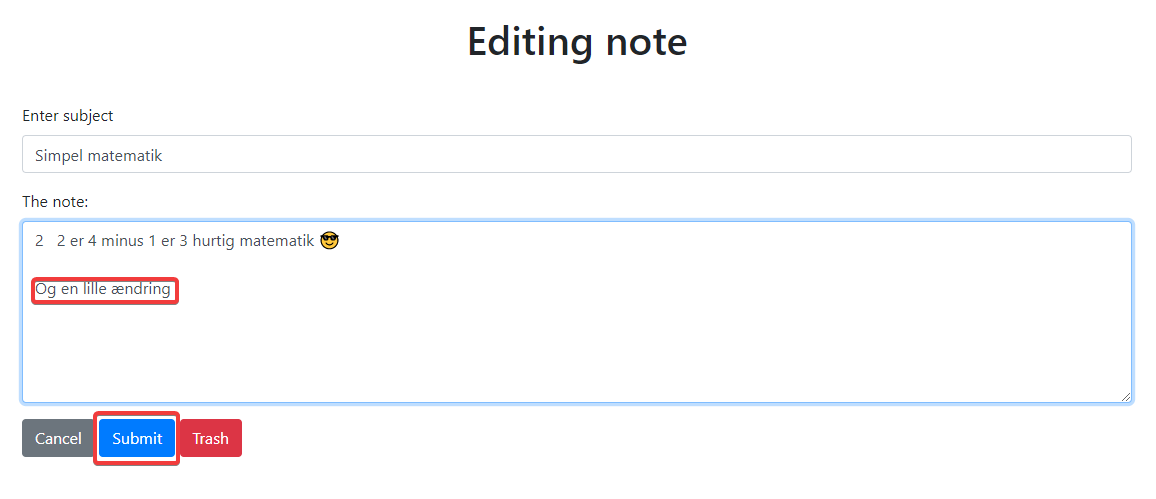 Editing note
Enter subject
Simpel matematik
The note:
2   2 er 4 minus 1 er 3 hurtig matematik 😎
Og en lille ændring
Cancel Submit Trash